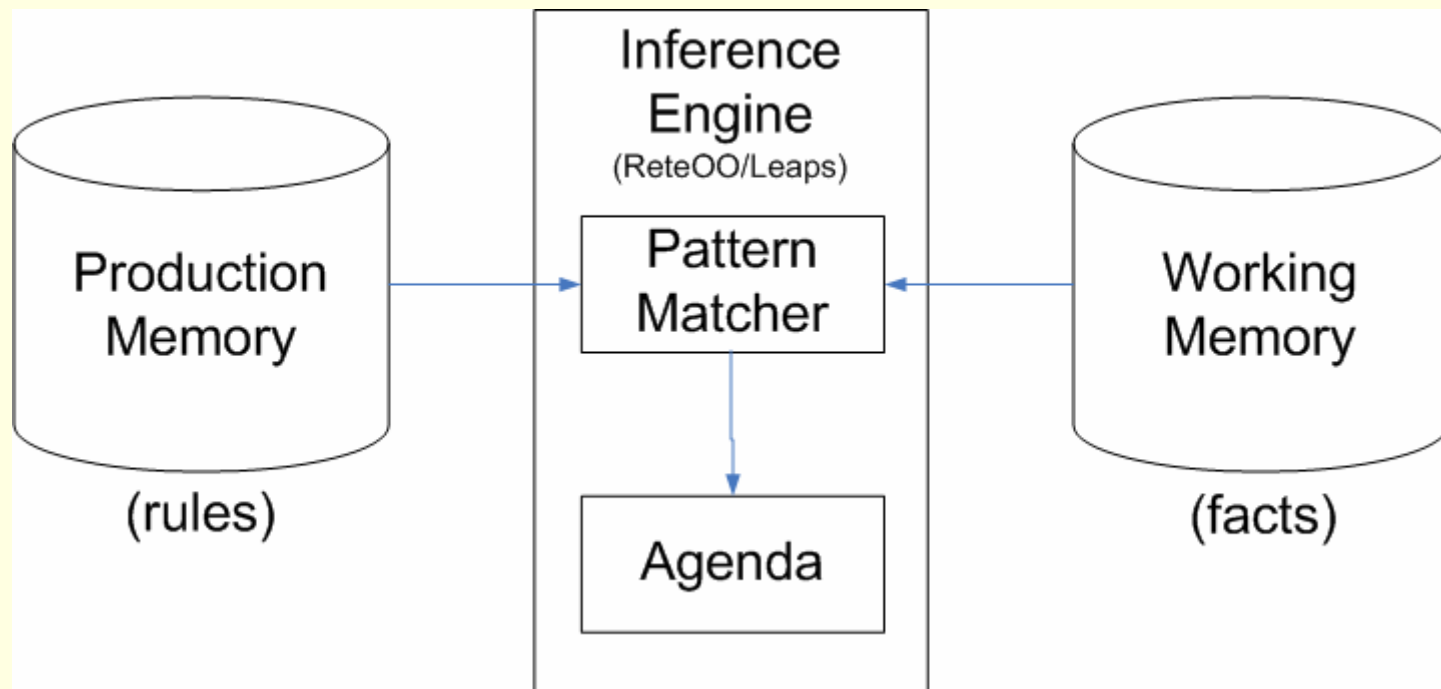 Inference
Engine
(ReteOO/Leaps)
Production
Memory
(rules)
Pattern
Matcher
Agenda
Working
Memory
(facts)